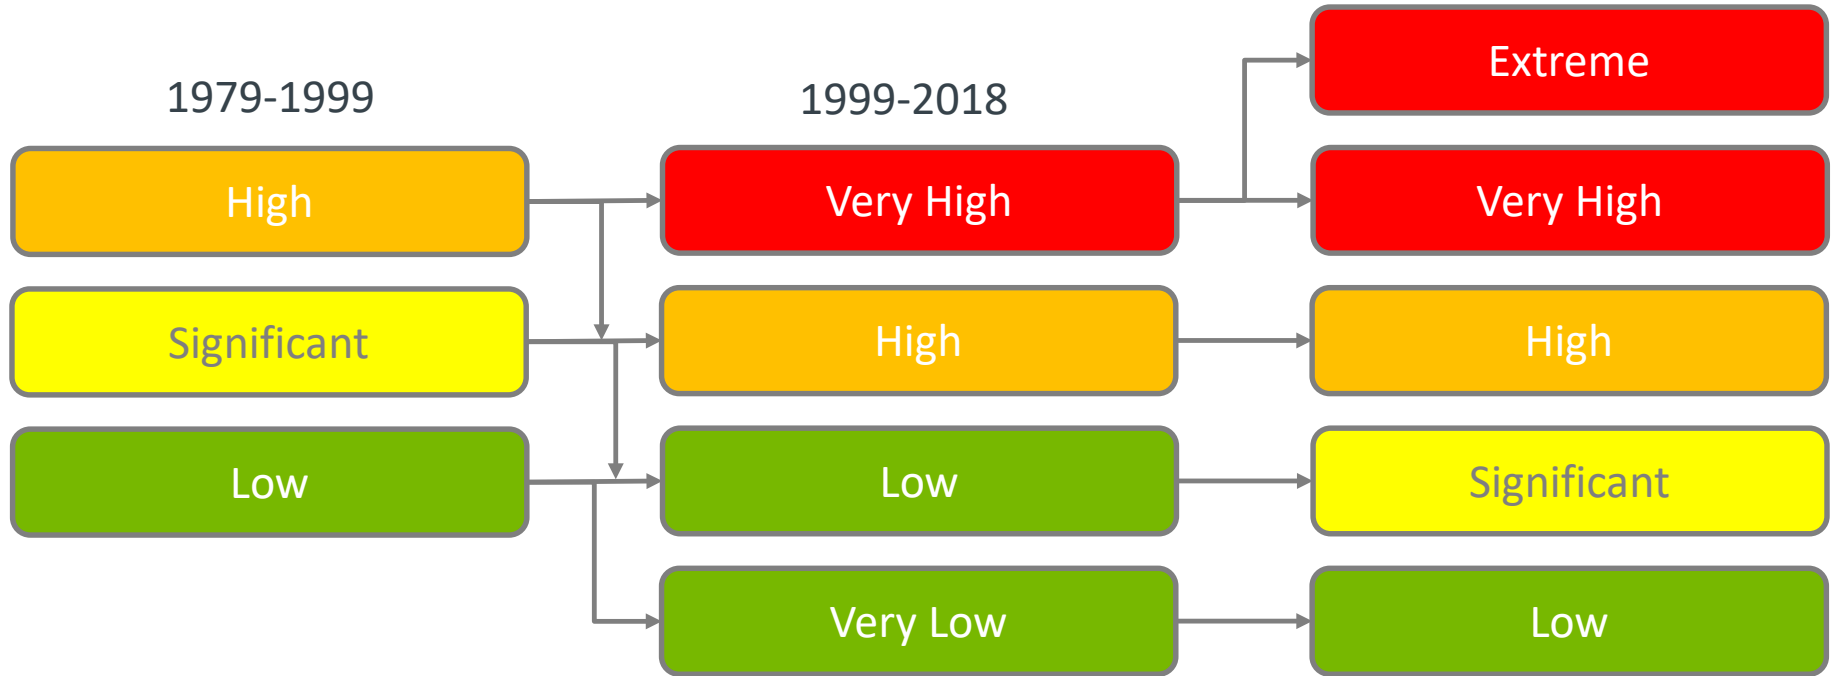 1979-1999
High
Significant
Low
1999-2018
Very High
High
Low
Very Low
Extreme
Very High
High
Significant
Low